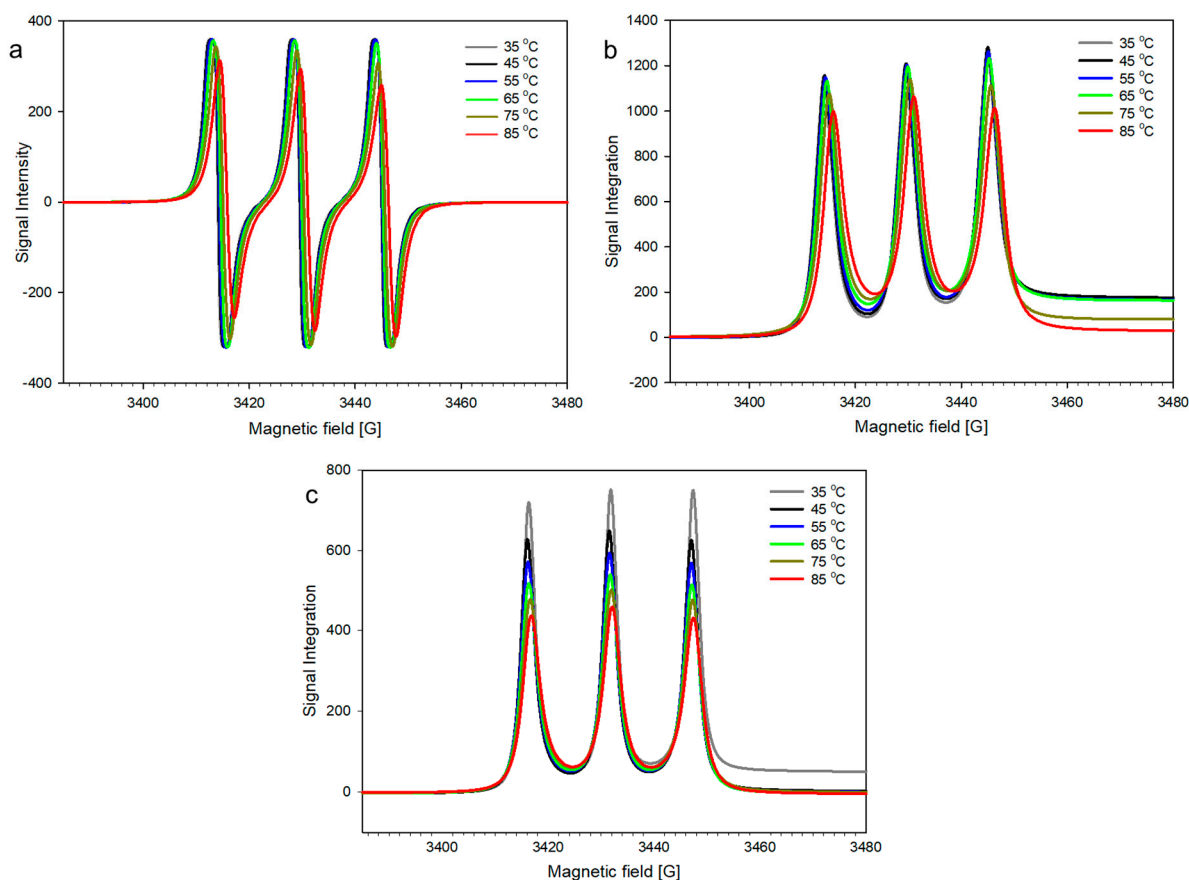 a
400
200
0
-200
-400
Signal Intensity
35 °C
45 °C
55 °C
65 °C
75 °C
85 °C
3400 3420 3440 3460 3480
Magnetic field [G]
b
1400
1200
1000
800
600
400
200
0
-200
Signal Integration
35 °C
45 °C
55 °C
65 °C
75 °C
85 °C
3400 3420 3440 3460 3480
Magnetic field [G]
c
800
600
400
200
0
Signal Integration
35 °C
45 °C
55 °C
65 °C
75 °C
85 °C
3400 3420 3440 3460 3480
Magnetic field [G]